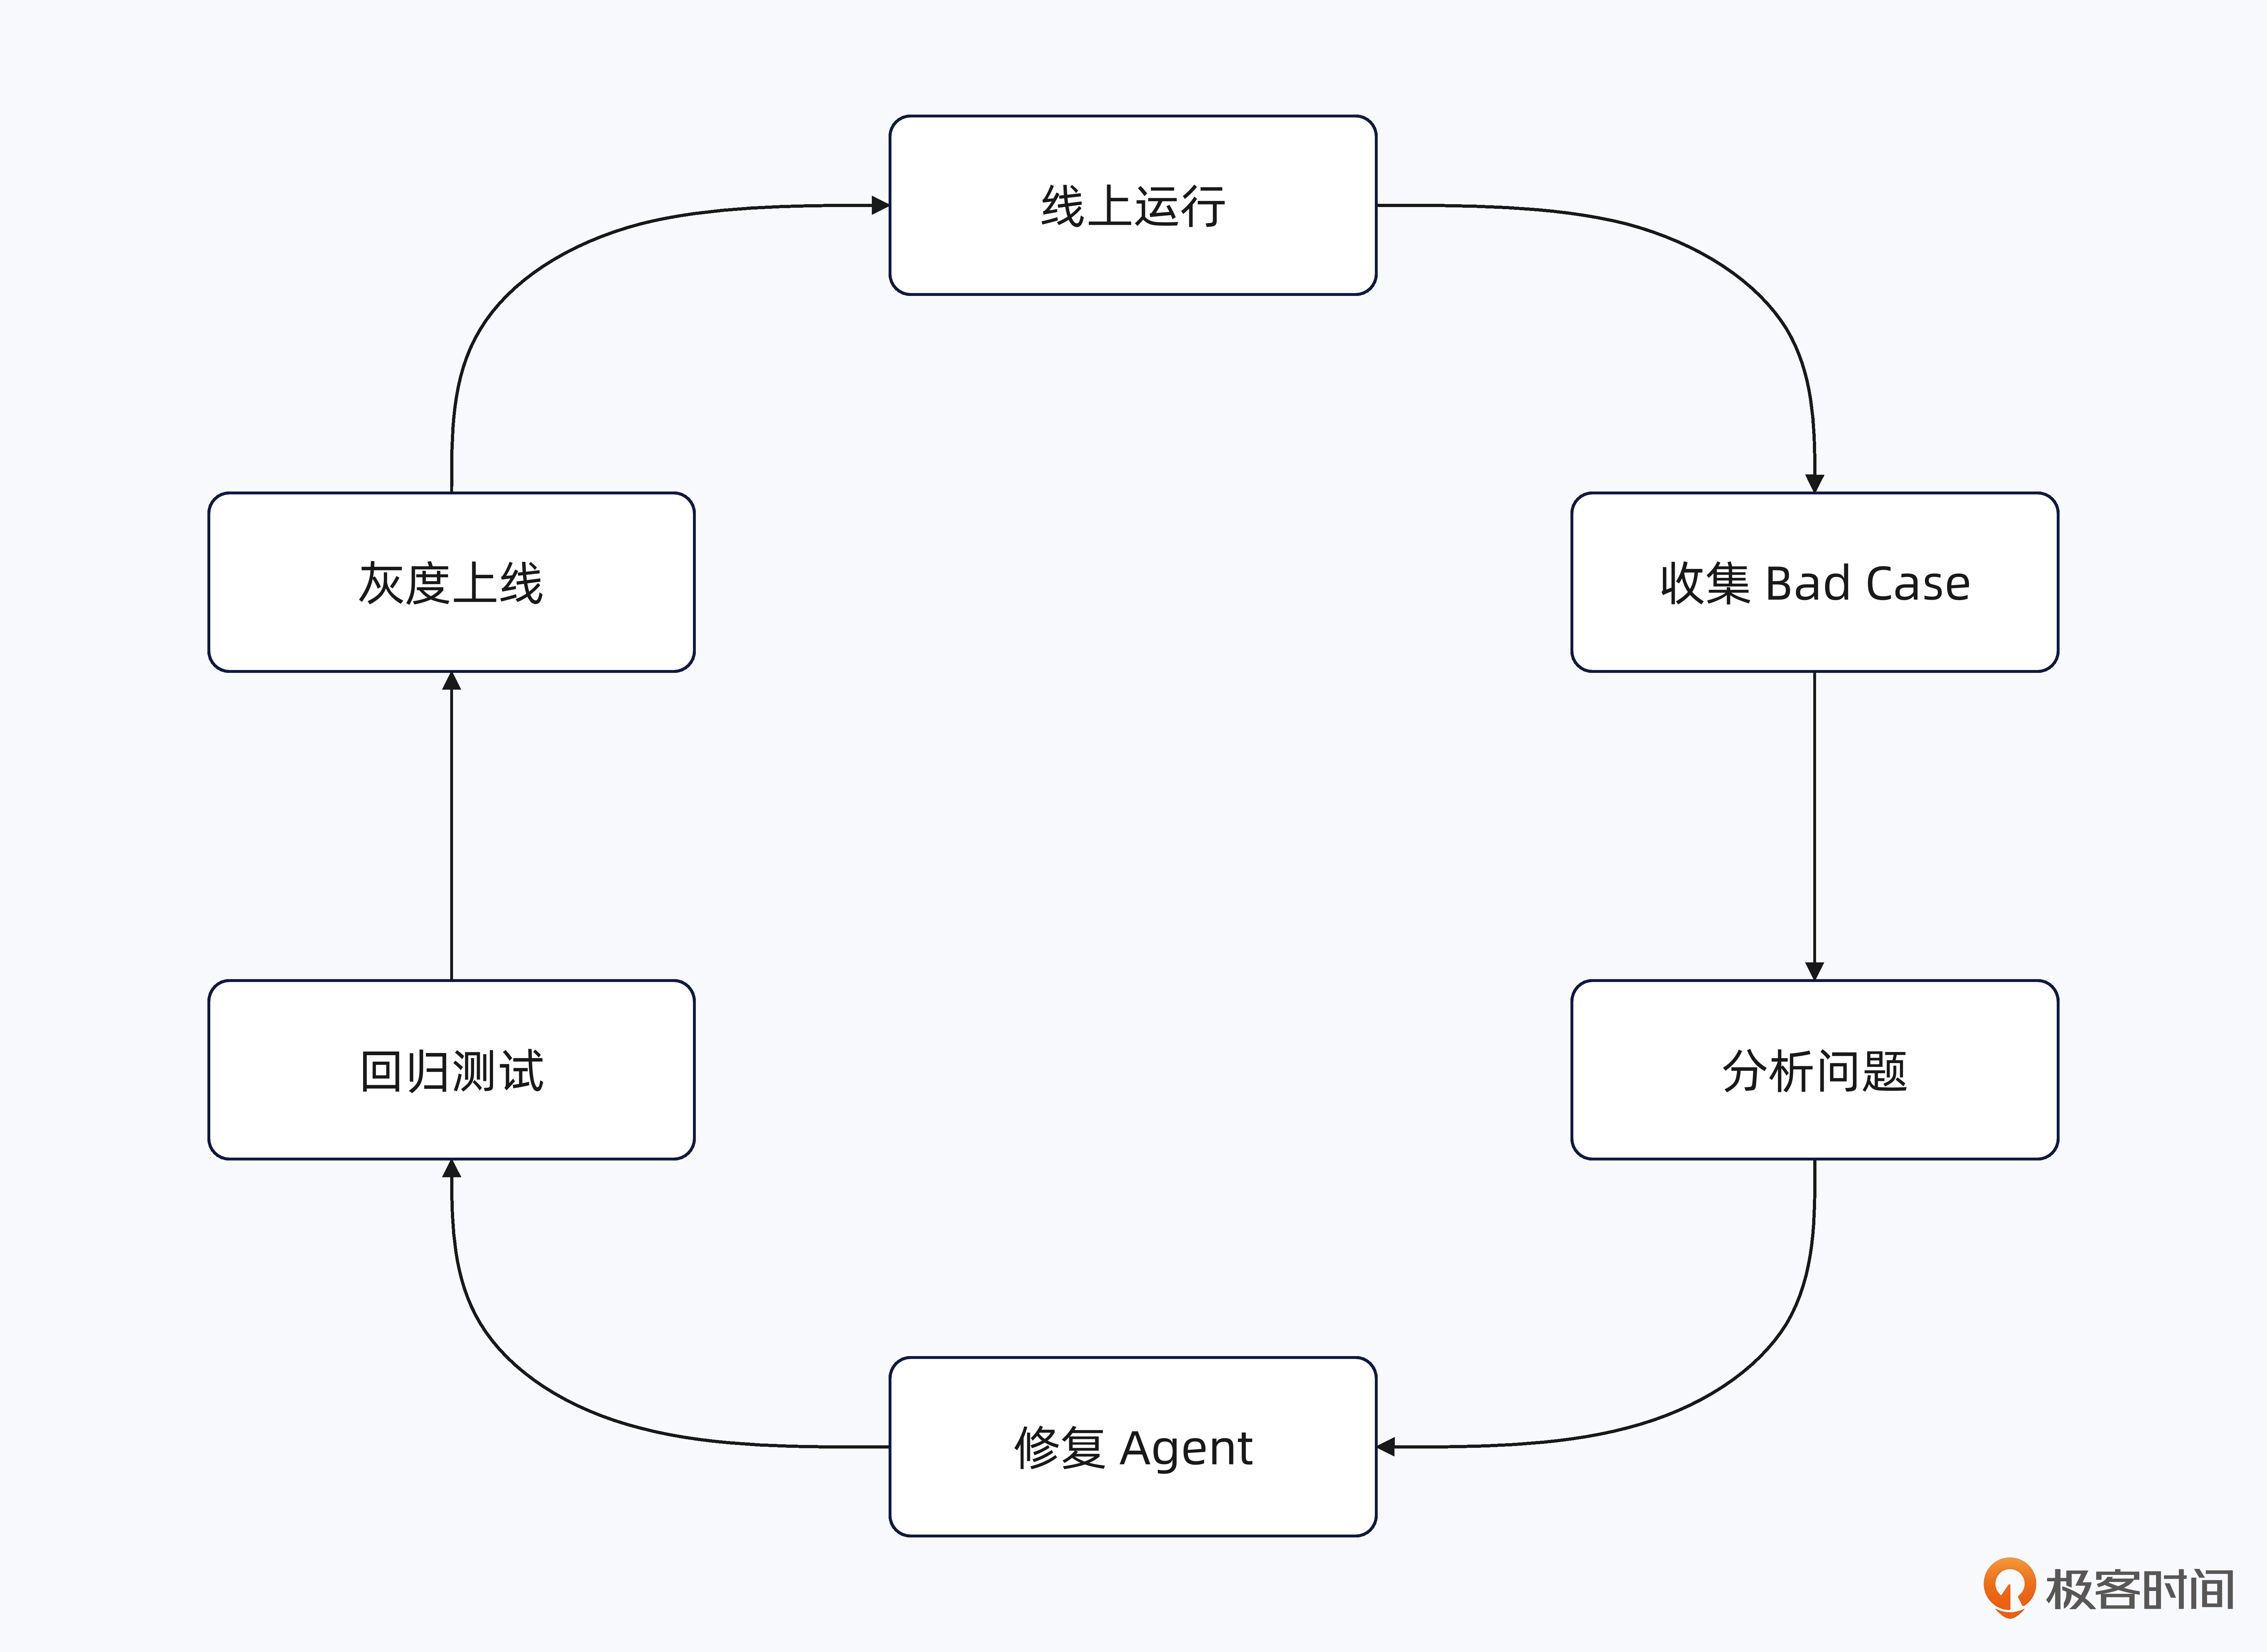 线上运行
灰度上线
收集 Bad Case
回归测试
分析问题
修复 Agent
极客时间